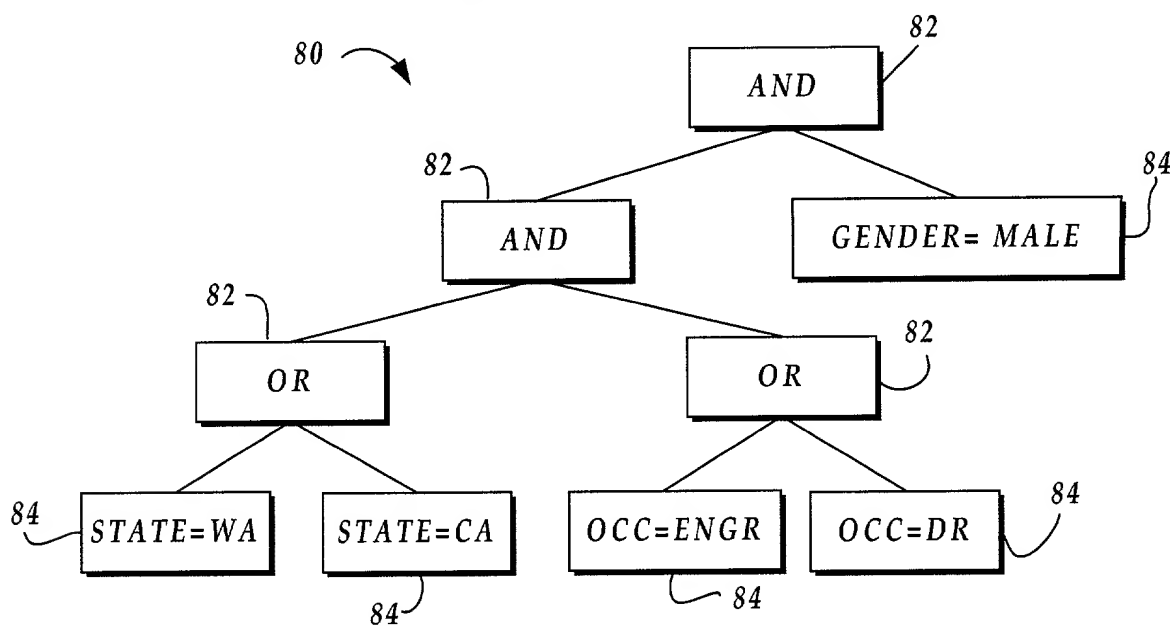 82
80
AND
82
84
AND
GENDER= MALE
82
82
OR
OR
84
84
STATE=WA
STATE=CA
OCC=ENGR
OCC=DR
84
84